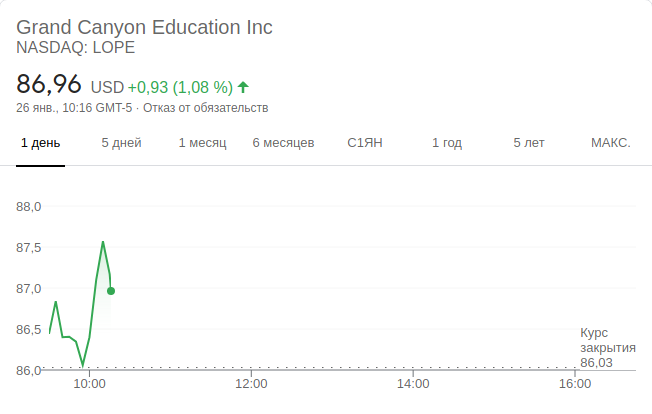 Grand Canyon Education Inc
NASDAQ: LOPE
86,96 USD +0,93 (1,08 %)
26 янв., 10:16 GMT-5 · Отказ от обязательств
1 день 5 дней 1 месяц 6 месяцев С1ЯН 1 год 5 лет МАКС.
88,0
87,5
87,0
86,5
86,0
Курс
закрытия
86,03
10:00 12:00 14:00 16:00